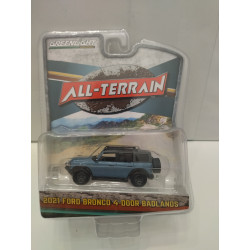 GREENLIGHT
ALL-TERRAIN
2021 FORD BRONCO 4-DOOR BADLANDS